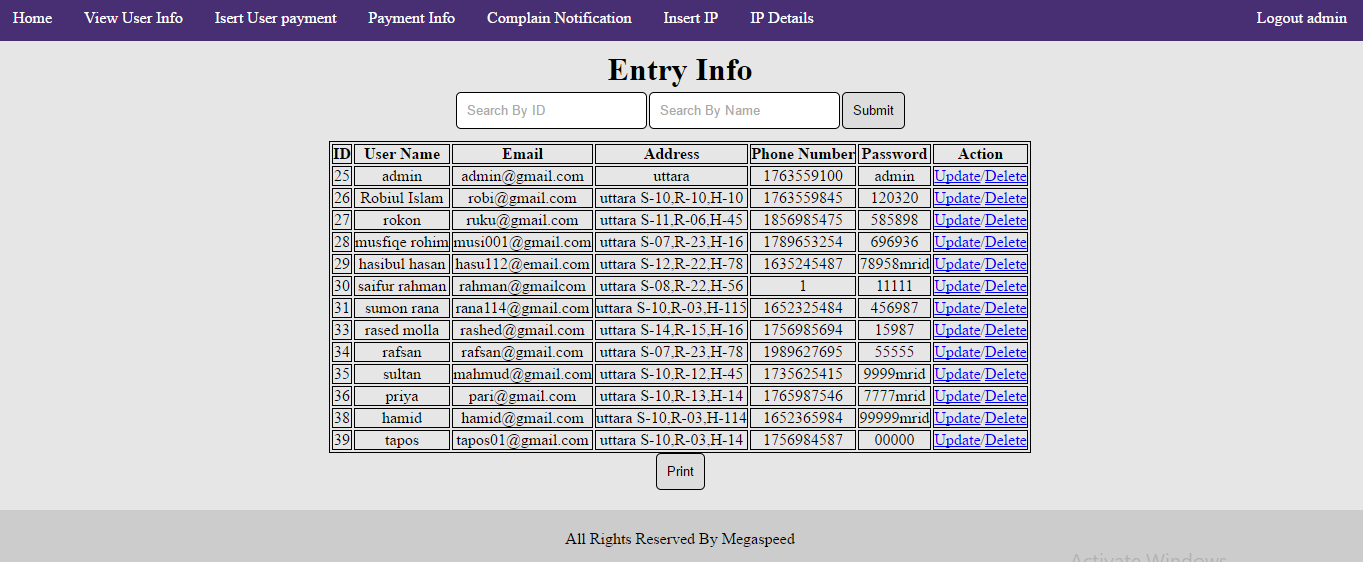 Home View User Info Isert User payment Payment Info Complain Notification Insert IP IP Details Logout admin
Entry Info
Search By ID Search By Name Submit
ID User Name Email Address Phone Number Password Action
25 admin admin@gmail.com uttara 1763559100 admin Update/Delete
26 Robiul Islam robi@gmail.com uttara S-10,R-10,H-10 1763559845 120320 Update/Delete
27 rokon ruku@gmail.com uttara S-11,R-06,H-45 1856985475 585898 Update/Delete
28 musfiqe rohim musi001@gmail.com uttara S-07,R-23,H-16 1789653254 696936 Update/Delete
29 hasibul hasan hasu112@email.com uttara S-12,R-22,H-78 1635245487 78958mrid Update/Delete
30 saifur rahman rahman@gmailcom uttara S-08,R-22,H-56 1 11111 Update/Delete
31 sumon rana rana114@gmail.com uttara S-10,R-03,H-115 1652325484 456987 Update/Delete
33 rased molla rashed@gmail.com uttara S-14,R-15,H-16 1756985694 15987 Update/Delete
34 rafsan rafsan@gmail.com uttara S-07,R-23,H-78 1989627695 55555 Update/Delete
35 sultan mahmud@gmail.com uttara S-10,R-12,H-45 1735625415 9999mrid Update/Delete
36 priya pari@gmail.com uttara S-10,R-13,H-14 1765987546 7777mrid Update/Delete
38 hamid hamid@gmail.com uttara S-10,R-03,H-114 1652365984 99999mrid Update/Delete
39 tapos tapos01@gmail.com uttara S-10,R-03,H-14 1756984587 00000 Update/Delete
Print
All Rights Reserved By Megaspeed
Activate Windows